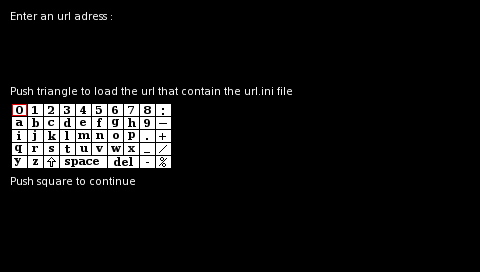 Enter an url adress :
Push triangle to load the url that contain the url.ini file
0 1 2 3 4 5 6 7 8 :
a b c d e f g h 9 —
i j k l m n o p . +
q r s t u v w x _ /
y z ⇧ space del - %
Push square to continue